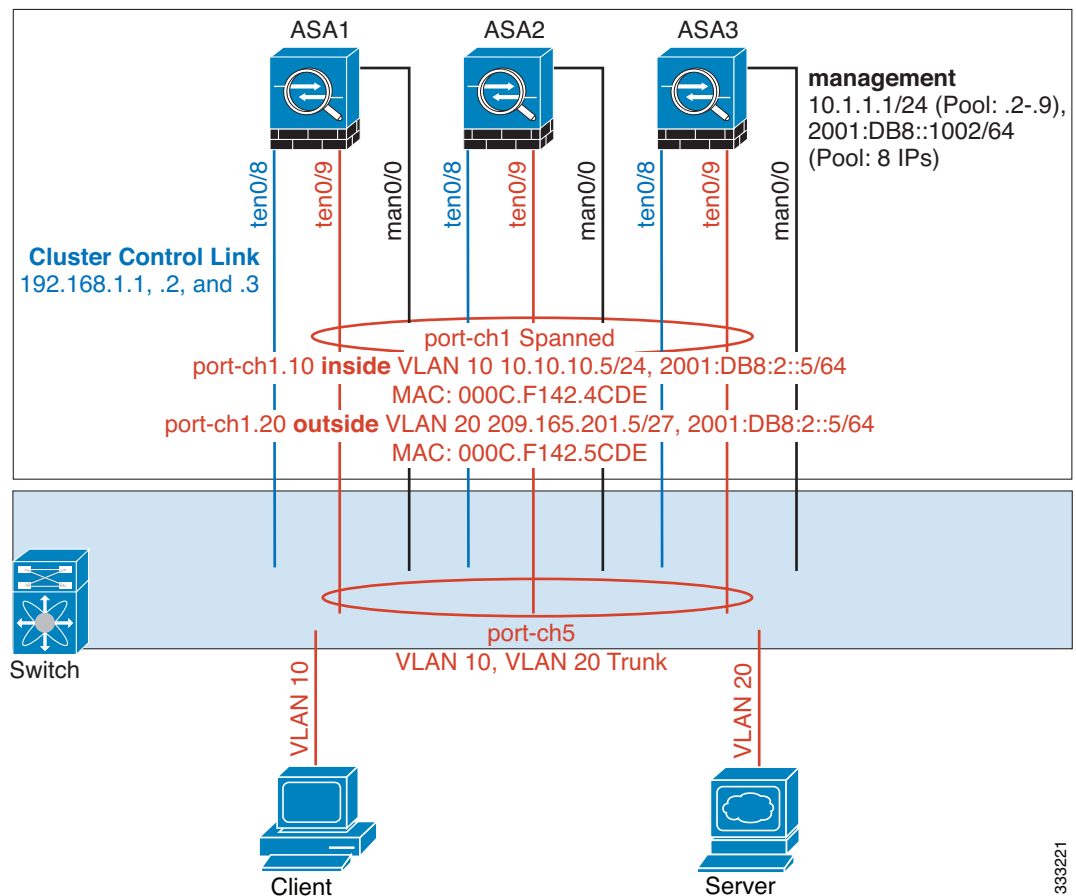 ASA1
ASA2
ASA3
management
10.1.1.1/24 (Pool: .2-.9),
2001:DB8::1002/64
(Pool: 8 IPs)
ten0/8
ten0/9
man0/0
ten0/8
ten0/9
man0/0
ten0/8
ten0/9
man0/0
Cluster Control Link
192.168.1.1, .2, and .3
port-ch1 Spanned
port-ch1.10 inside VLAN 10 10.10.10.5/24, 2001:DB8:2::5/64
MAC: 000C.F142.4CDE
port-ch1.20 outside VLAN 20 209.165.201.5/27, 2001:DB8:2::5/64
MAC: 000C.F142.5CDE
Switch
port-ch5
VLAN 10, VLAN 20 Trunk
VLAN 10
VLAN 20
Client
Server
333221